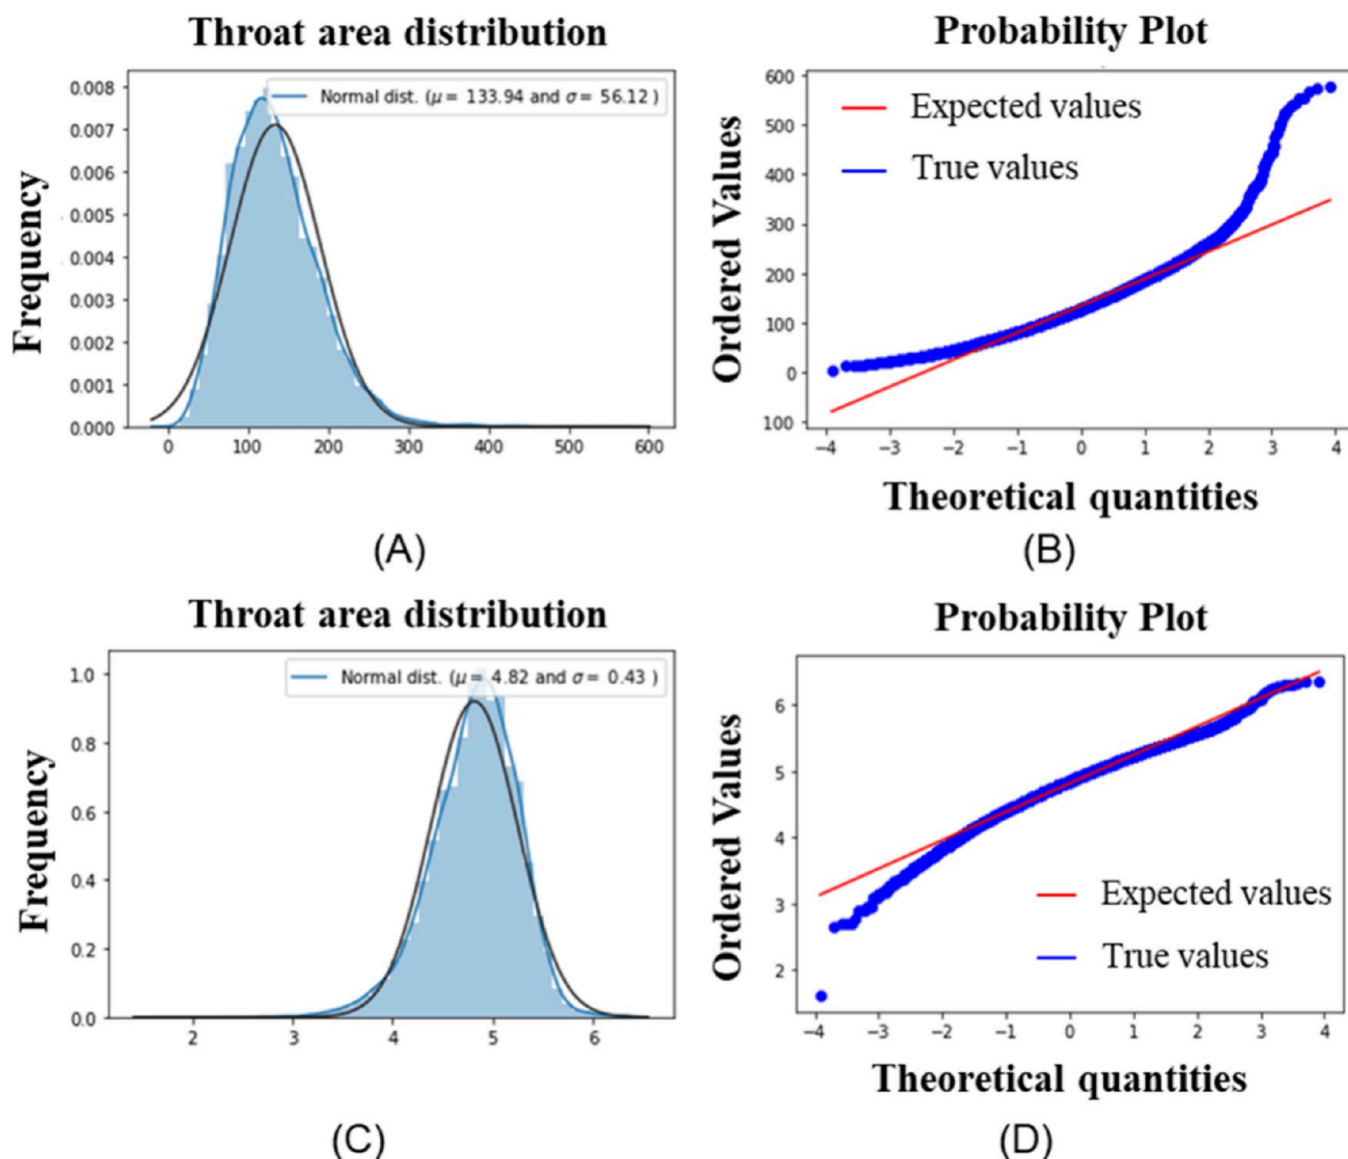 Throat area distribution
Normal dist. (μ= 133.94 and σ= 56.12 )
Frequency
0.008
0.007
0.006
0.005
0.004
0.003
0.002
0.001
0.000
0 100 200 300 400 500 600
(A)
Probability Plot
Expected values
True values
Ordered Values
600
500
400
300
200
100
0
100
−4 −3 −2 −1 0 1 2 3 4
Theoretical quantities
(B)
Throat area distribution
Normal dist. (μ= 4.82 and σ= 0.43 )
Frequency
1.0
0.8
0.6
0.4
0.2
0.0
2 3 4 5 6
(C)
Probability Plot
Ordered Values
6
5
4
3
2
Expected values
True values
−4 −3 −2 −1 0 1 2 3 4
Theoretical quantities
(D)